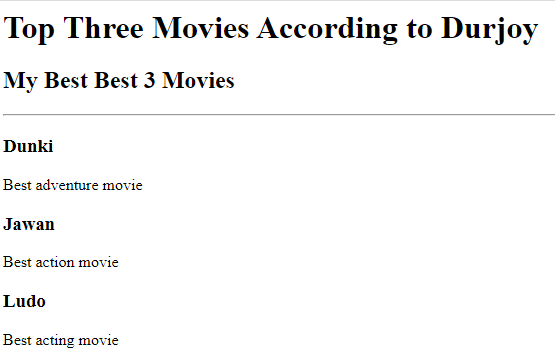 Top Three Movies According to Durjoy
My Best Best 3 Movies
Dunki
Best adventure movie
Jawan
Best action movie
Ludo
Best acting movie